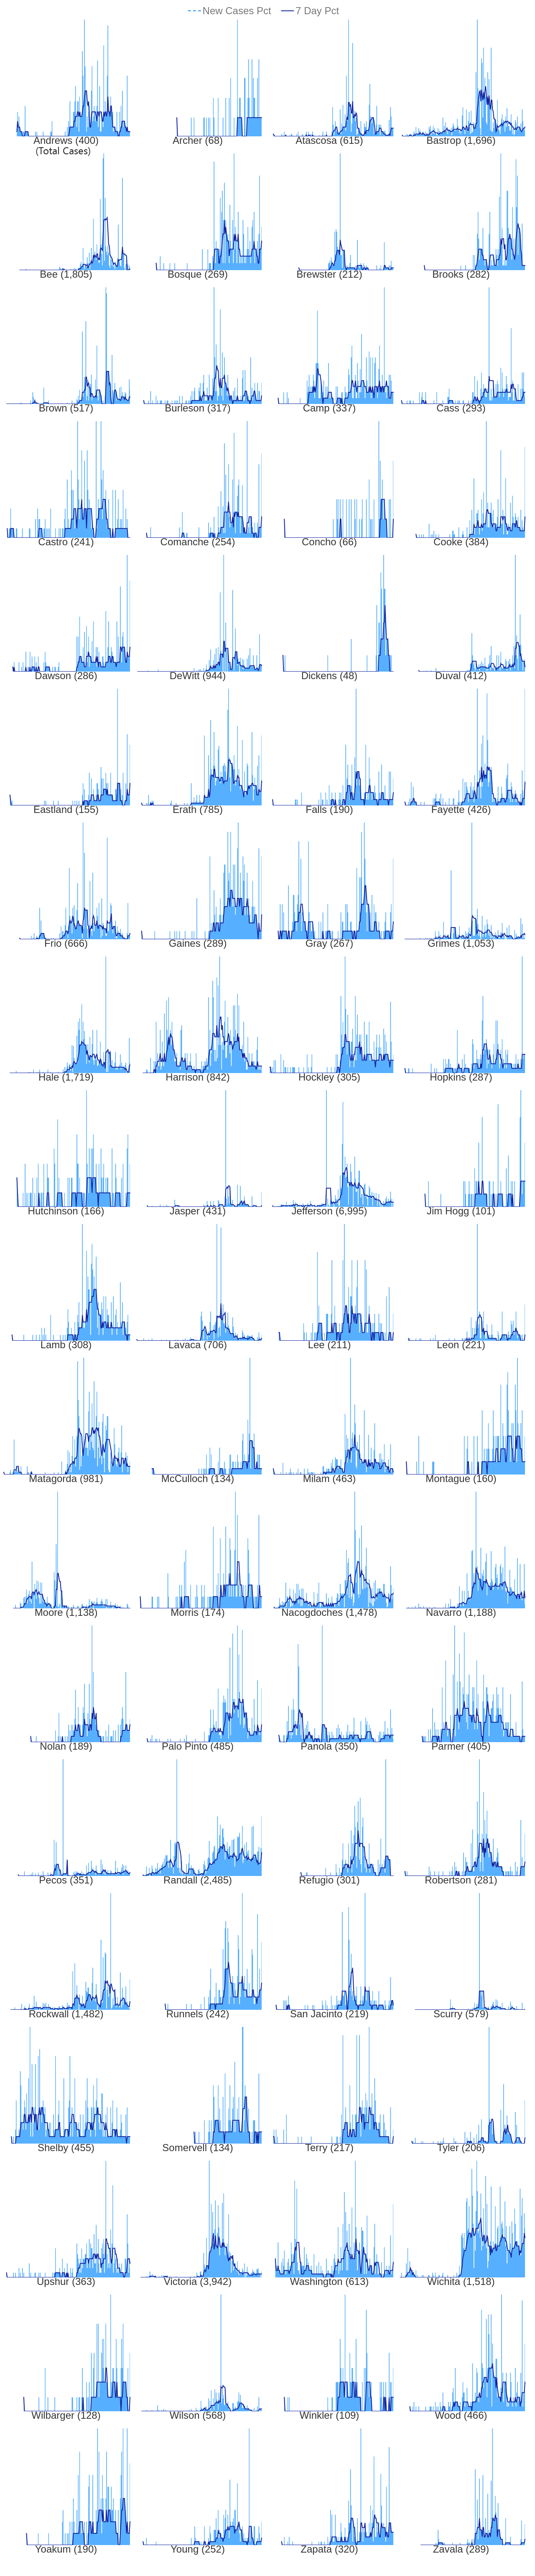 New Cases Pct 7 Day Pct
Andrews (400) Archer (68) Atascosa (615) Bastrop (1,696)
(Total Cases)
Bee (1,805) Bosque (269) Brewster (212) Brooks (282)
Brown (517) Burleson (317) Camp (337) Cass (293)
Castro (241) Comanche (254) Concho (66) Cooke (384)
Dawson (286) DeWitt (944) Dickens (48) Duval (412)
Eastland (155) Erath (785) Falls (190) Fayette (426)
Frio (666) Gaines (289) Gray (267) Grimes (1,053)
Hale (1,719) Harrison (842) Hockley (305) Hopkins (287)
Hutchinson (166) Jasper (431) Jefferson (6,995) Jim Hogg (101)
Lamb (308) Lavaca (706) Lee (211) Leon (221)
Matagorda (981) McCulloch (134) Milam (463) Montague (160)
Moore (1,138) Morris (174) Nacogdoches (1,478) Navarro (1,188)
Nolan (189) Palo Pinto (485) Panola (350) Parmer (405)
Pecos (351) Randall (2,485) Refugio (301) Robertson (281)
Rockwall (1,482) Runnels (242) San Jacinto (219) Scurry (579)
Shelby (455) Somervell (134) Terry (217) Tyler (206)
Upshur (363) Victoria (3,942) Washington (613) Wichita (1,518)
Wilbarger (128) Wilson (568) Winkler (109) Wood (466)
Yoakum (190) Young (252) Zapata (320) Zavala (289)